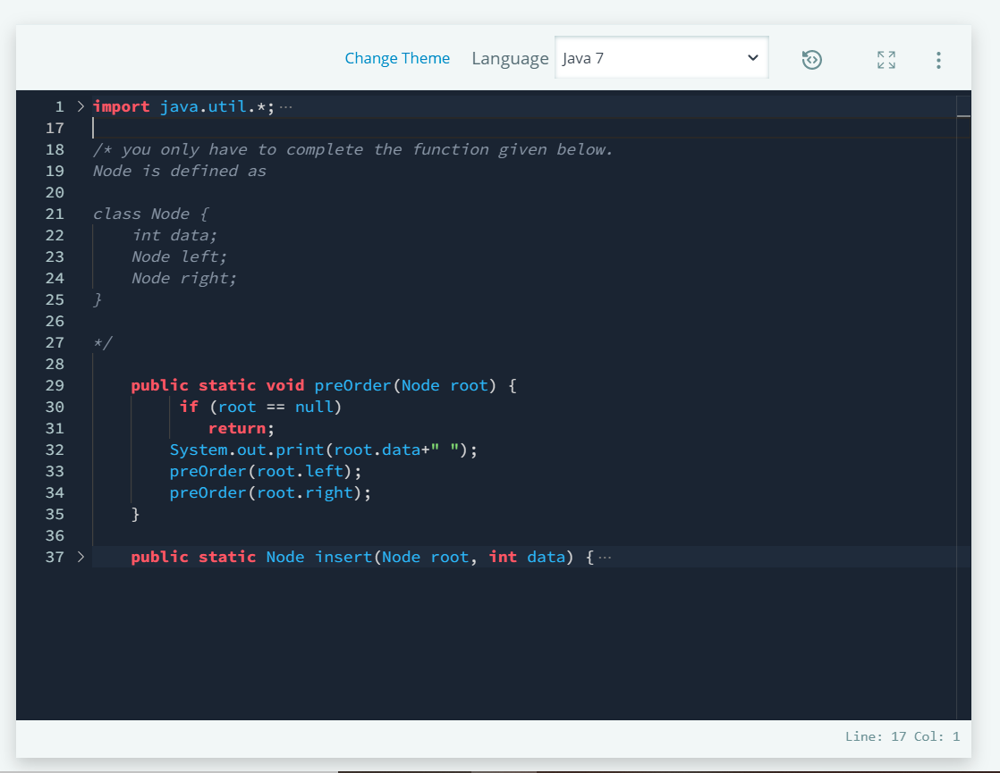 Change Theme Language Java 7
1 import java.util.*;···
17
18 /* you only have to complete the function given below.
19 Node is defined as
20
21 class Node {
22     int data;
23     Node left;
24     Node right;
25 }
26
27 */
28
29     public static void preOrder(Node root) {
30          if (root == null)
31             return;
32         System.out.print(root.data+" ");
33         preOrder(root.left);
34         preOrder(root.right);
35     }
36
37     public static Node insert(Node root, int data) {···
Line: 17 Col: 1